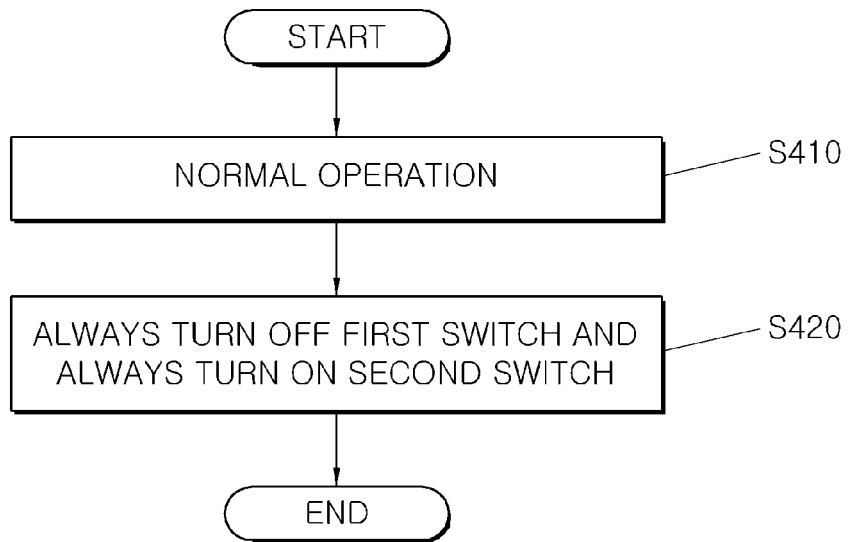 START
NORMAL OPERATION
S410
ALWAYS TURN OFF FIRST SWITCH AND
ALWAYS TURN ON SECOND SWITCH
S420
END